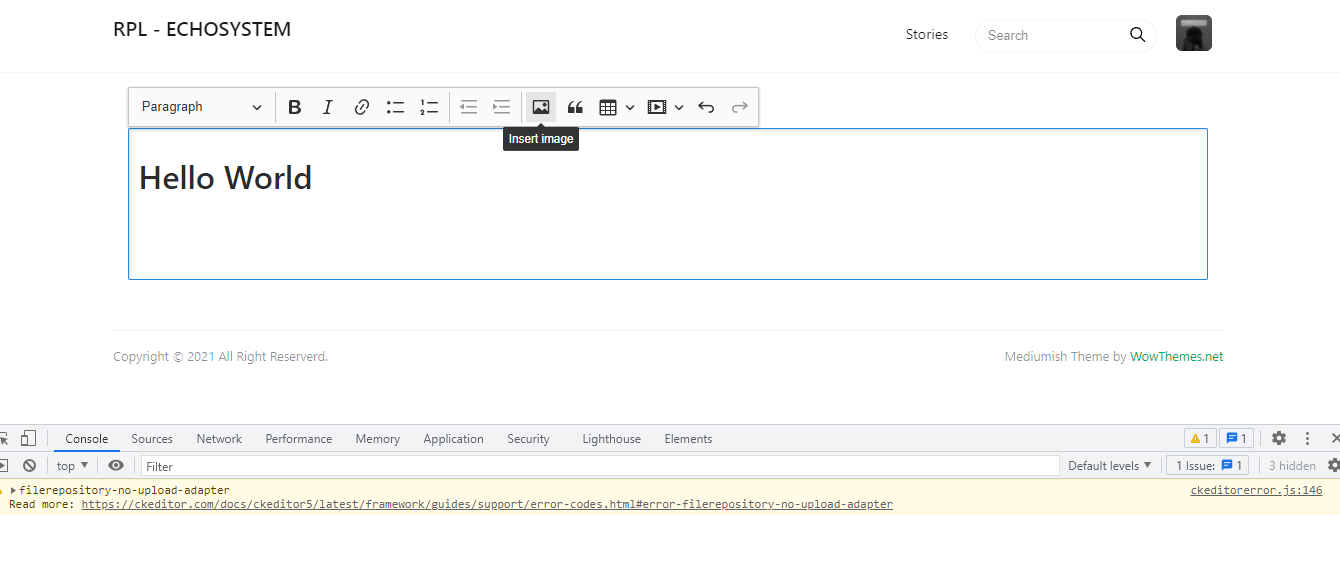 RPL - ECHOSYSTEM
Stories
Search
Paragraph
B I
Insert image
Hello World
Copyright © 2021 All Right Reserverd.
Mediumish Theme by WowThemes.net
Console Sources Network Performance Memory Application Security Lighthouse Elements 1 1
top Filter Default levels 1 Issue: 1 3 hidden
filerepository-no-upload-adapter ckeditorerror.js:146
Read more: https://ckeditor.com/docs/ckeditor5/latest/framework/guides/support/error-codes.html#error-filerepository-no-upload-adapter